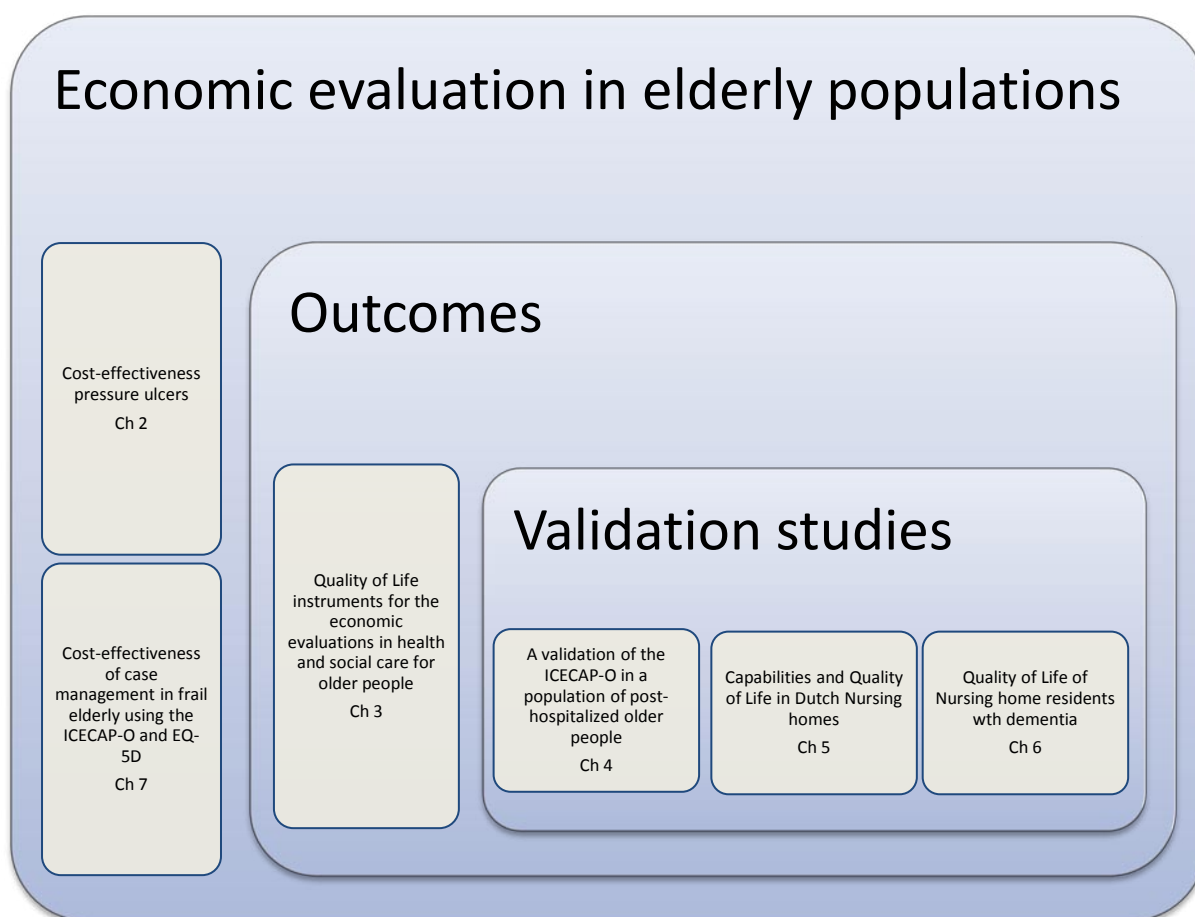 Economic evaluation in elderly populations
Cost-effectiveness
pressure ulcers
Ch 2
Cost-effectiveness
of case
management in frail
elderly using the
ICECAP-O and EQ-
5D
Ch 7
Outcomes
Quality of Life
instruments for the
economic
evaluations in health
and social care for
older people
Ch 3
Validation studies
A validation of the
ICECAP-O in a
population of post-
hospitalized older
people
Ch 4
Capabilities and Quality
of Life in Dutch Nursing
homes
Ch 5
Quality of Life of
Nursing home residents
wth dementia
Ch 6